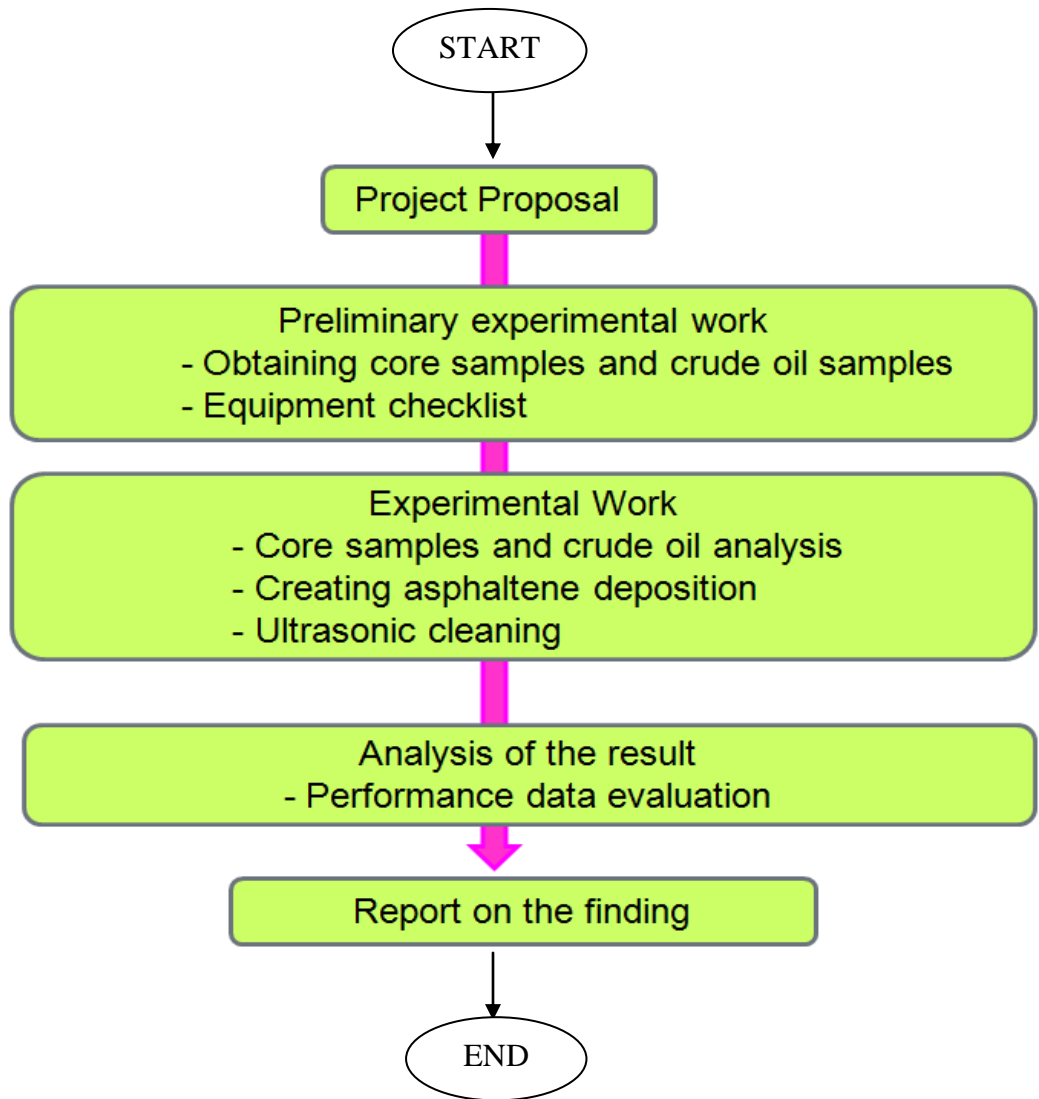 START
Project Proposal
Preliminary experimental work
- Obtaining core samples and crude oil samples
- Equipment checklist
Experimental Work
- Core samples and crude oil analysis
- Creating asphaltene deposition
- Ultrasonic cleaning
Analysis of the result
- Performance data evaluation
Report on the finding
END